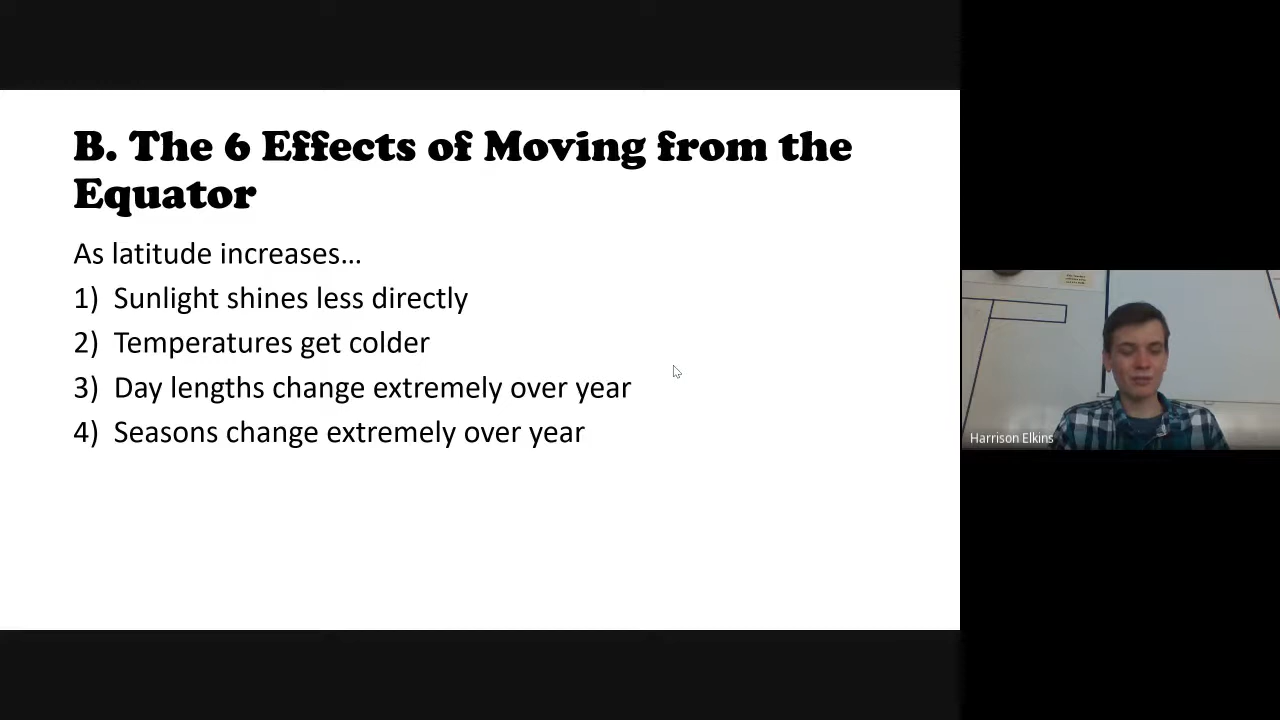 B. The 6 Effects of Moving from the
Equator
As latitude increases…
1) Sunlight shines less directly
2) Temperatures get colder
3) Day lengths change extremely over year
4) Seasons change extremely over year
Harrison Elkins